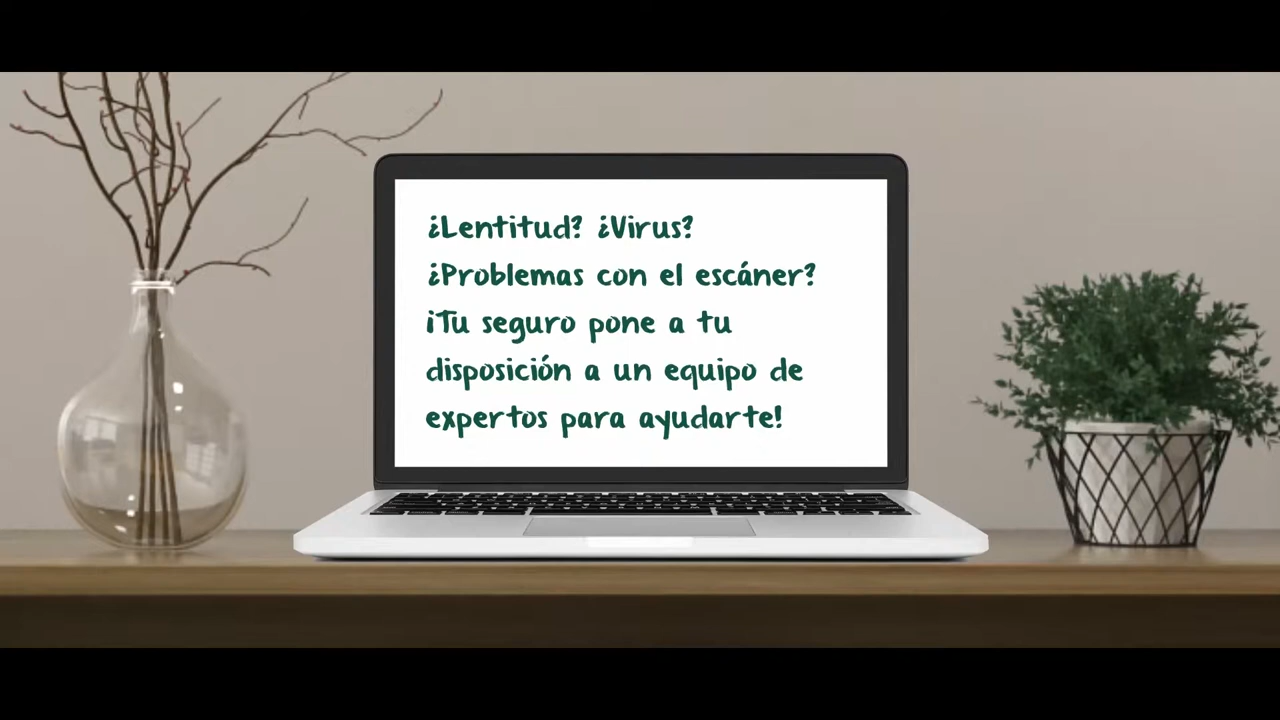 ¿Lentitud? ¿Virus?
¿Problemas con el escáner?
¡Tu seguro pone a tu
disposición a un equipo de
expertos para ayudarte!